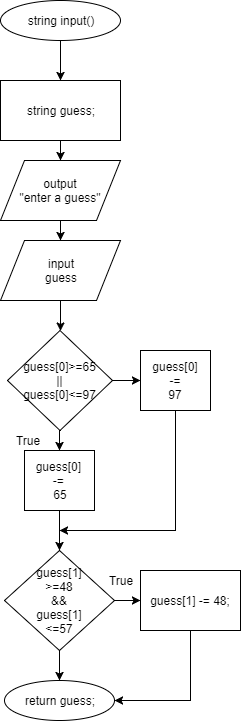 string input()
string guess;
output
"enter a guess"
input
guess
guess[0]>=65
||
guess[0]<=97
guess[0]
-=
97
True
guess[0]
-=
65
guess[1]
>=48
&&
guess[1]
<=57
True
guess[1] -= 48;
return guess;